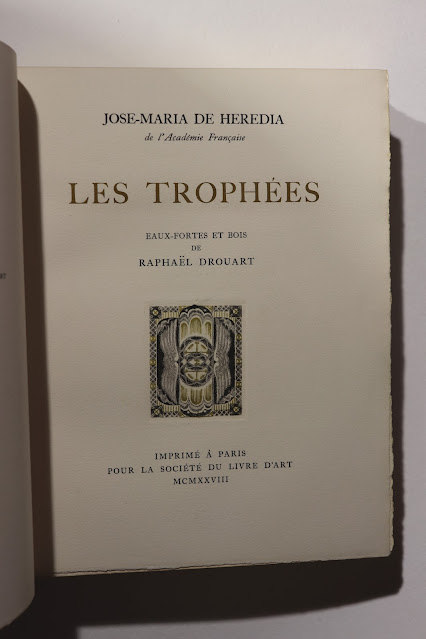 JOSE-MARIA DE HEREDIA
de l'Académie Française
LES TROPHÉES
EAUX-FORTES ET BOIS
DE
RAPHAËL DROUART
IMPRIMÉ Á PARIS
POUR LA SOCIÉTÉ DU LIVRE D'ART
MCMXXVIII